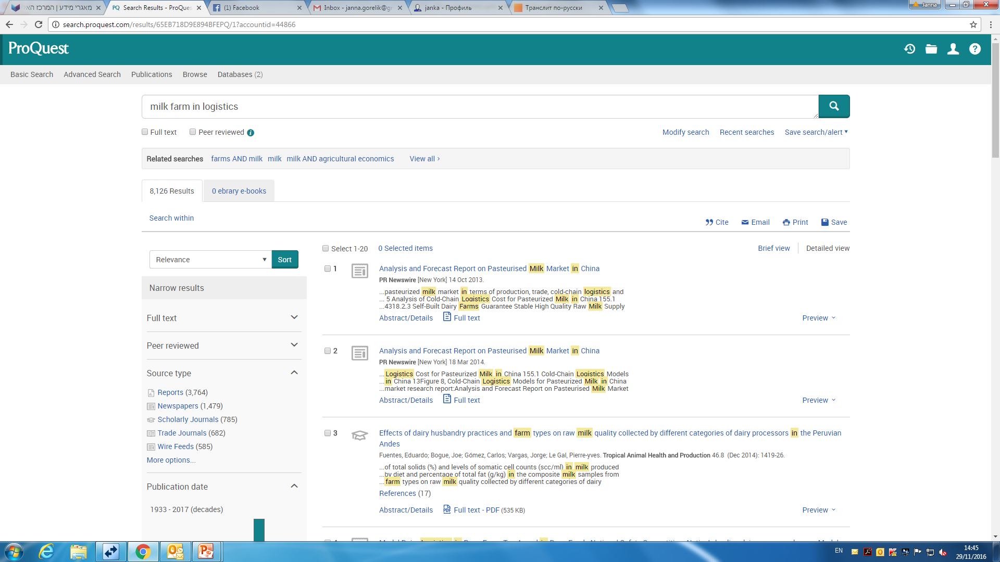 מאגרי מידע | המרכז האק
PQ Search Results - ProQues
(1) Facebook
Inbox - janna.gorelik@g
janka - Профиль
Транслит по-русски
Janna
search.proquest.com/results/65EB718D9E894BFEPQ/1?accountid=44866
ProQuest
Basic Search Advanced Search Publications Browse Databases (2)
milk farm in logistics
Full text Peer reviewed
Modify search Recent searches Save search/alert
Related searches farms AND milk milk milk AND agricultural economics View all ›
8,126 Results 0 ebrary e-books
Search within
Cite Email Print Save
Relevance Sort
Narrow results
Full text
Peer reviewed
Source type
Reports (3,764)
Newspapers (1,479)
Scholarly Journals (785)
Trade Journals (682)
Wire Feeds (585)
More options...
Publication date
1933 - 2017 (decades)
Select 1-20 0 Selected items Brief view Detailed view
1 Analysis and Forecast Report on Pasteurised Milk Market in China
PR Newswire [New York] 14 Oct 2013.
...pasteurized milk market in terms of production, trade, cold-chain logistics and
... 5 Analysis of Cold-Chain Logistics Cost for Pasteurized Milk in China 155.1
...4318.2.3 Self-Built Dairy Farms Guarantee Stable High Quality Raw Milk Supply
Abstract/Details Full text Preview
2 Analysis and Forecast Report on Pasteurised Milk Market in China
PR Newswire [New York] 18 Mar 2014.
...Logistics Cost for Pasteurized Milk in China 155.1 Cold-Chain Logistics Models
...in China 13Figure 8, Cold-Chain Logistics Models for Pasteurized Milk in China
...market research report:Analysis and Forecast Report on Pasteurised Milk Market
Abstract/Details Full text Preview
3 Effects of dairy husbandry practices and farm types on raw milk quality collected by different categories of dairy processors in the Peruvian
Andes
Fuentes, Eduardo; Bogue, Joe; Gómez, Carlos; Vargas, Jorge; Le Gal, Pierre-yves. Tropical Animal Health and Production 46.8 (Dec 2014): 1419-26.
...of total solids (%) and levels of somatic cell counts (scc/ml) in milk produced
...by diet and percentage of total fat (g/kg) in the composite milk samples from
...farm types on raw milk quality collected by different categories of dairy
References (17)
Abstract/Details PDF Full text - PDF (535 KB) Preview
EN
14:45
29/11/2016